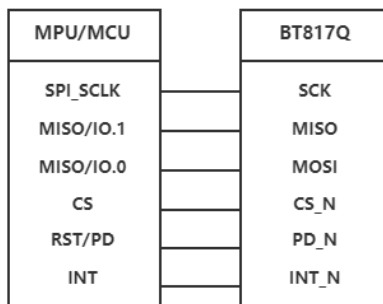 MPU/MCU BT817Q
SPI_SCLK SCK
MISO/IO.1 MISO
MISO/IO.0 MOSI
CS CS_N
RST/PD PD_N
INT INT_N